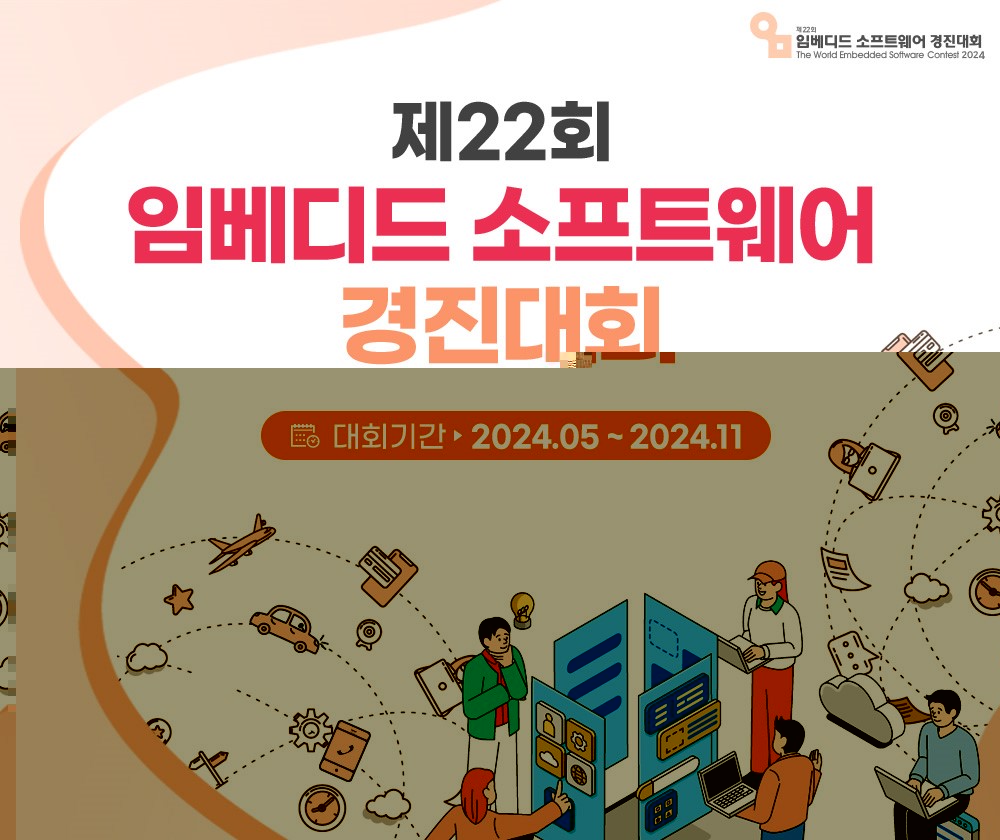 제22회
임베디드 소프트웨어 경진대회
The World Embedded Software Contest 2024
제22회
임베디드 소프트웨어
경진대회
대회기간 ▸ 2024.05 ~ 2024.11